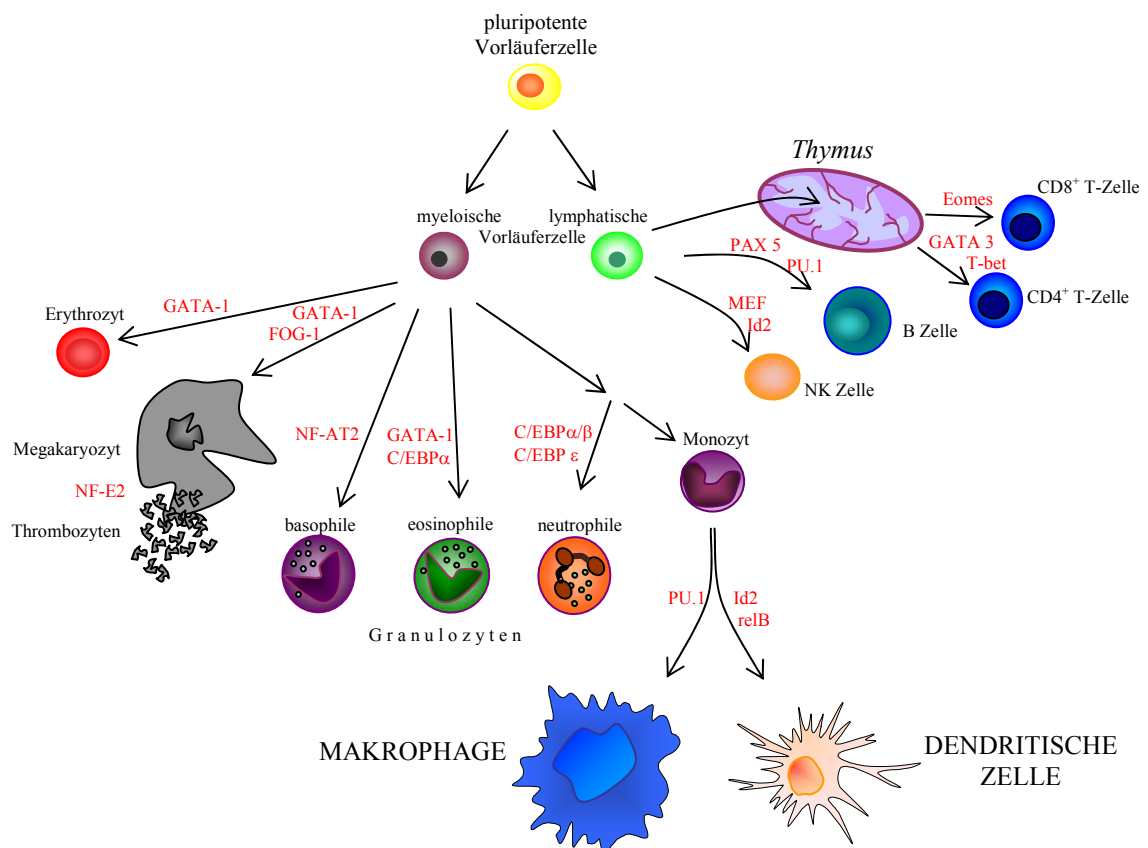 pluripotente
Vorläuferzelle
Thymus
myeloische
lymphatische
Vorläuferzelle
Eomes
CD8⁺ T-Zelle
GATA 3
T-bet
CD4⁺ T-Zelle
PAX 5
PU.1
B Zelle
MEF
Id2
NK Zelle
GATA-1
Erythrozyt
GATA-1
FOG-1
Megakaryozyt
NF-E2
Thrombozyten
NF-AT2
GATA-1
C/EBPα
C/EBPα/β
C/EBP ε
Monozyt
basophile
eosinophile
neutrophile
Granulozyten
PU.1
Id2
relB
MAKROPHAGE
DENDRITISCHE
ZELLE